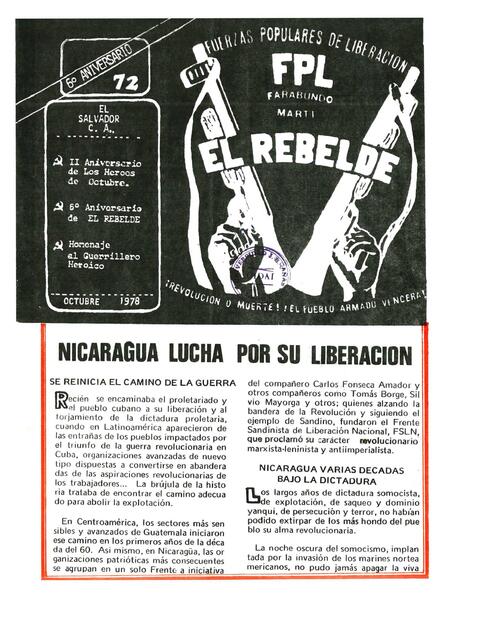 6º ANIVERSARIO
72
EL
SALVADOR
C. A.,
II Aniversario
de Los Heroes
de Octubre.
6º Aniversario
de EL REBELDE
Homenaje
al Guerrillero
Heroico
OCTUBRE 1978
FUERZAS POPULARES DE LIBERACION
FPL
FARABUNDO
MARTI
EL REBELDE
¡REVOLUCION O MUERTE! ¡EL PUEBLO ARMADO VENCERA!
NICARAGUA LUCHA POR SU LIBERACION
SE REINICIA EL CAMINO DE LA GUERRA
Recién se encaminaba el proletariado y
el pueblo cubano a su liberación y al
forjamiento de la dictadura proletaria,
cuando en Latinoamérica aparecieron de
las entrañas de los pueblos impactados por
el triunfo de la guerra revolucionaria en
Cuba, organizaciones avanzadas de nuevo
tipo dispuestas a convertirse en abandera
das de las aspiraciones revolucionarias de
los trabajadores... La brújula de la histo
ria trataba de encontrar el camino adecua
do para abolir la explotación.
En Centroamérica, los sectores más sen
sibles y avanzados de Guatemala iniciaron
ese camino en los primeros años de la déca
da del 60. Asi mismo, en Nicaragüa, las or
ganizaciones patrióticas más consecuentes
se agrupan en un solo Frente a iniciativa
del compañero Carlos Fonseca Amador y
otros compañeros como Tomás Borge, Sil
vio Mayorga y otros; quienes alzando la
bandera de la Revolución y siguiendo el
ejemplo de Sandino, fundaron el Frente
Sandinista de Liberación Nacional, FSLN,
que proclamó su carácter revolucionario
marxista-leninista y antiimperialista.
NICARAGUA VARIAS DECADAS
BAJO LA DICTADURA
Los largos años de dictadura somocista,
de explotación, de saqueo y dominio
yanqui, de persecución y terror, no habían
podido extirpar de los más hondo del pue
blo su alma revolucionaria.
La noche oscura del somocismo, implan
tada por la invasión de los marines nortea
mericanos, no pudo jamás apagar la viva